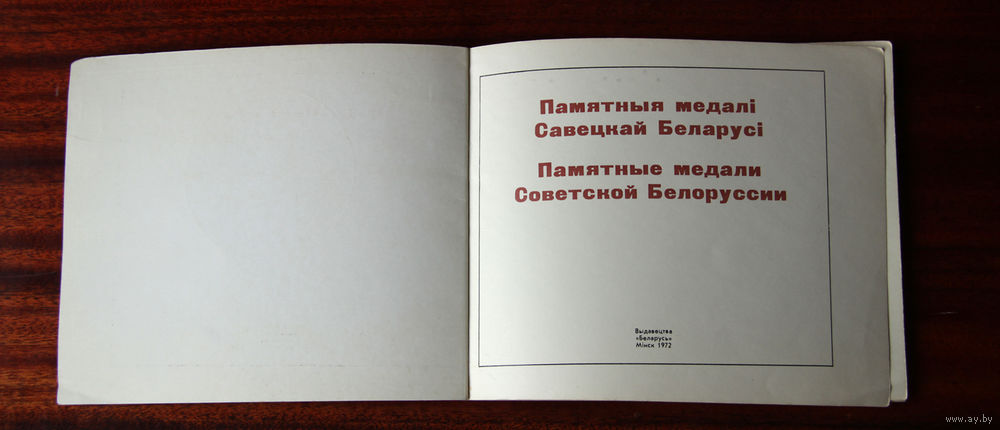 Памятныя медалі
Савецкай Беларусі
Памятные медали
Советской Белоруссии
Выдавецтва
«Беларусь»
Мінск 1972
www.ay.by